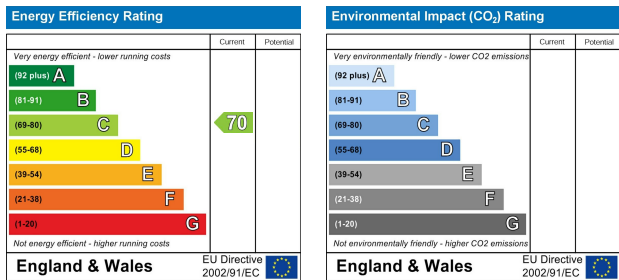 Energy Efficiency Rating
Current Potential
Very energy efficient - lower running costs
(92 plus) A
(81-91) B
(69-80) C 70
(55-68) D
(39-54) E
(21-38) F
(1-20) G
Not energy efficient - higher running costs
England & Wales
EU Directive
2002/91/EC
Environmental Impact (CO₂) Rating
Current Potential
Very environmentally friendly - lower CO2 emissions
(92 plus) A
(81-91) B
(69-80) C
(55-68) D
(39-54) E
(21-38) F
(1-20) G
Not environmentally friendly - higher CO2 emissions
England & Wales
EU Directive
2002/91/EC